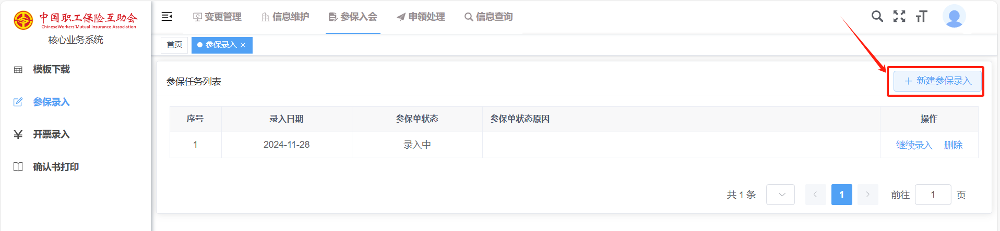 中国职工保险互助会
ChineseWorkers'Mutual Insurance Association
核心业务系统
变更管理 信息维护 参保入会 申领处理 信息查询
首页 参保录入
模板下载
参保录入
开票录入
确认书打印
参保任务列表
新建参保录入
序号 录入日期 参保单状态 参保单状态原因 操作
1 2024-11-28 录入中 继续录入 删除
共 1 条 1 前往 1 页